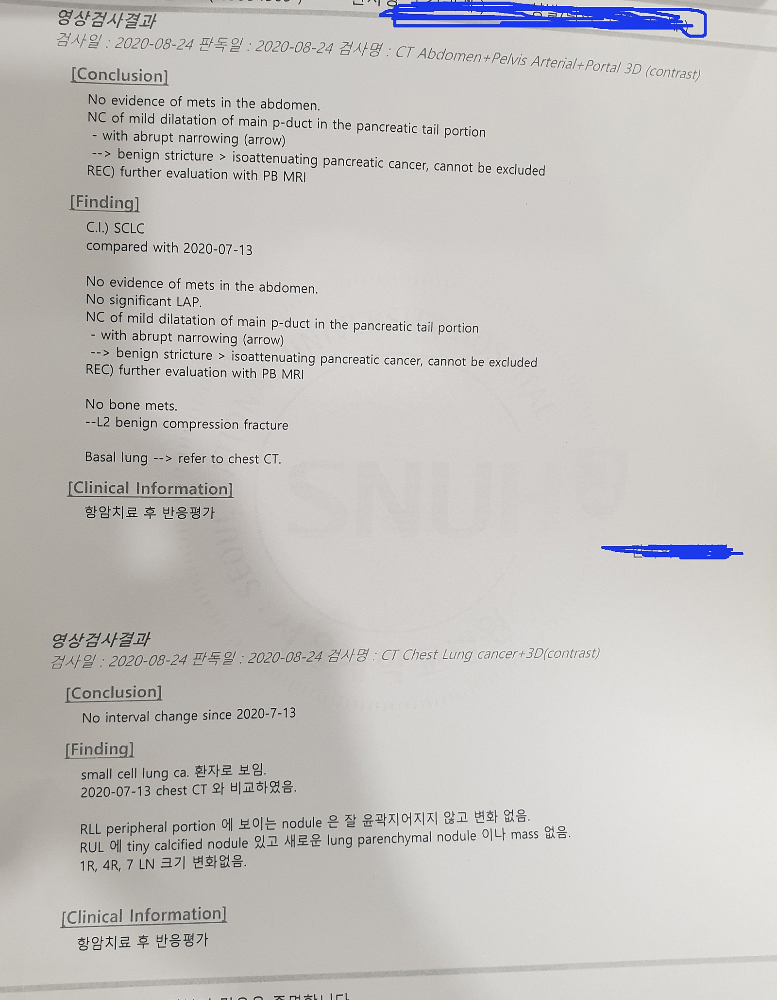 영상검사결과
검사일 : 2020-08-24 판독일 : 2020-08-24 검사명 : CT Abdomen+Pelvis Arterial+Portal 3D (contrast)
[Conclusion]
No evidence of mets in the abdomen.
NC of mild dilatation of main p-duct in the pancreatic tail portion
- with abrupt narrowing (arrow)
--> benign stricture > isoattenuating pancreatic cancer, cannot be excluded
REC) further evaluation with PB MRI
[Finding]
C.I.) SCLC
compared with 2020-07-13
No evidence of mets in the abdomen.
No significant LAP.
NC of mild dilatation of main p-duct in the pancreatic tail portion
- with abrupt narrowing (arrow)
--> benign stricture > isoattenuating pancreatic cancer, cannot be excluded
REC) further evaluation with PB MRI
No bone mets.
--L2 benign compression fracture
Basal lung --> refer to chest CT.
[Clinical Information]
항암치료 후 반응평가
SNUH
영상검사결과
검사일 : 2020-08-24 판독일 : 2020-08-24 검사명 : CT Chest Lung cancer+3D(contrast)
[Conclusion]
No interval change since 2020-7-13
[Finding]
small cell lung ca. 환자로 보임.
2020-07-13 chest CT 와 비교하였음.
RLL peripheral portion 에 보이는 nodule 은 잘 윤곽지어지지 않고 변화 없음.
RUL 에 tiny calcified nodule 있고 새로운 lung parenchymal nodule 이나 mass 없음.
1R, 4R, 7 LN 크기 변화없음.
[Clinical Information]
항암치료 후 반응평가